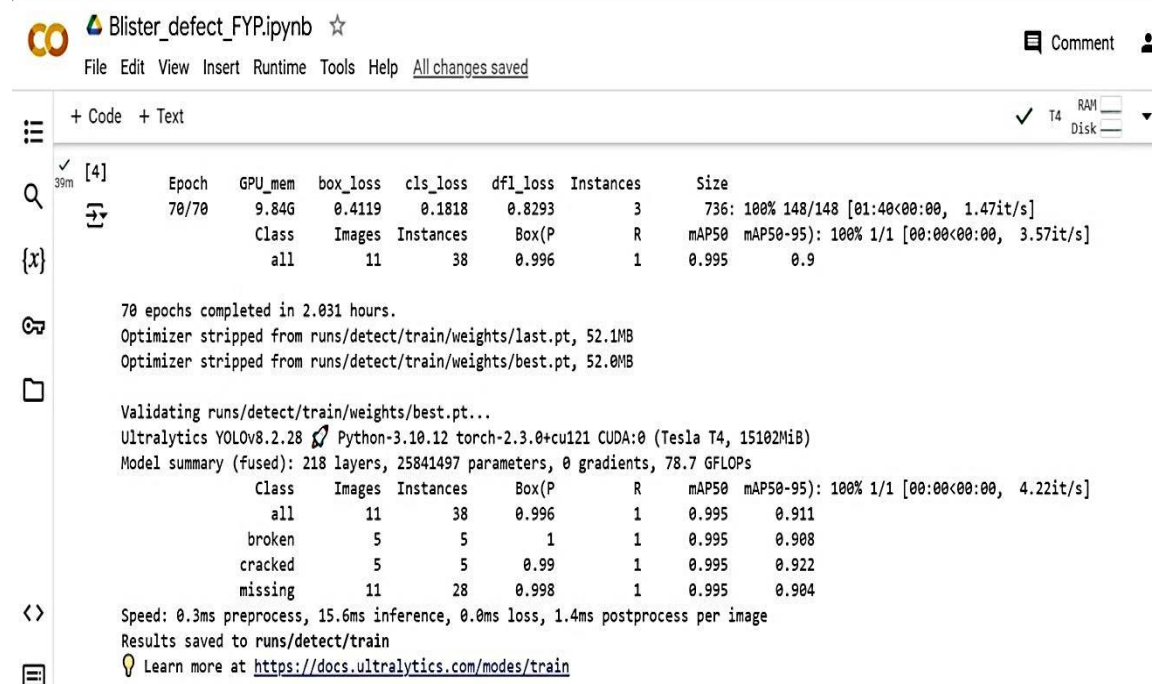 CO Blister_defect_FYP.ipynb ☆
Comment
File Edit View Insert Runtime Tools Help All changes saved
+ Code + Text
T4 RAM
Disk
39m [4]
Epoch GPU_mem box_loss cls_loss dfl_loss Instances Size
70/70 9.84G 0.4119 0.1818 0.8293 3 736: 100% 148/148 [01:40<00:00, 1.47it/s]
Class Images Instances Box(P R mAP50 mAP50-95): 100% 1/1 [00:00<00:00, 3.57it/s]
all 11 38 0.996 1 0.995 0.9
70 epochs completed in 2.031 hours.
Optimizer stripped from runs/detect/train/weights/last.pt, 52.1MB
Optimizer stripped from runs/detect/train/weights/best.pt, 52.0MB
Validating runs/detect/train/weights/best.pt...
Ultralytics YOLOv8.2.28 🚀 Python-3.10.12 torch-2.3.0+cu121 CUDA:0 (Tesla T4, 15102MiB)
Model summary (fused): 218 layers, 25841497 parameters, 0 gradients, 78.7 GFLOPs
Class Images Instances Box(P R mAP50 mAP50-95): 100% 1/1 [00:00<00:00, 4.22it/s]
all 11 38 0.996 1 0.995 0.911
broken 5 5 1 1 0.995 0.908
cracked 5 5 0.99 1 0.995 0.922
missing 11 28 0.998 1 0.995 0.904
Speed: 0.3ms preprocess, 15.6ms inference, 0.0ms loss, 1.4ms postprocess per image
Results saved to runs/detect/train
💡 Learn more at https://docs.ultralytics.com/modes/train
{x}
<>